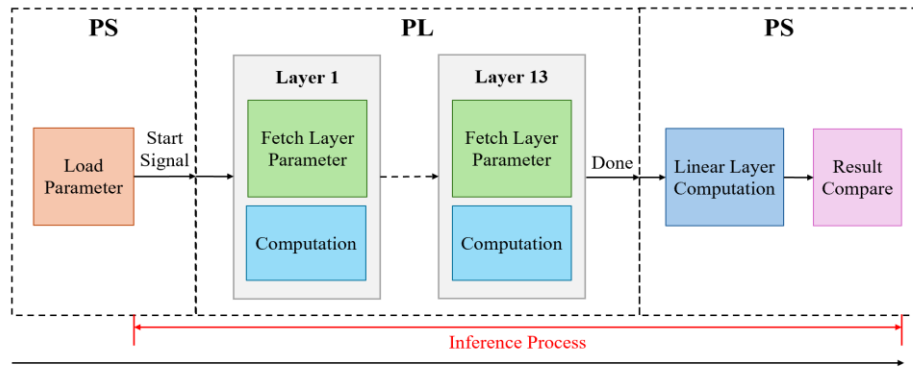 PS
PL
PS
Load
Parameter
Start
Signal
Layer 1
Fetch Layer
Parameter
Computation
Layer 13
Fetch Layer
Parameter
Computation
Done
Linear Layer
Computation
Result
Compare
Inference Process